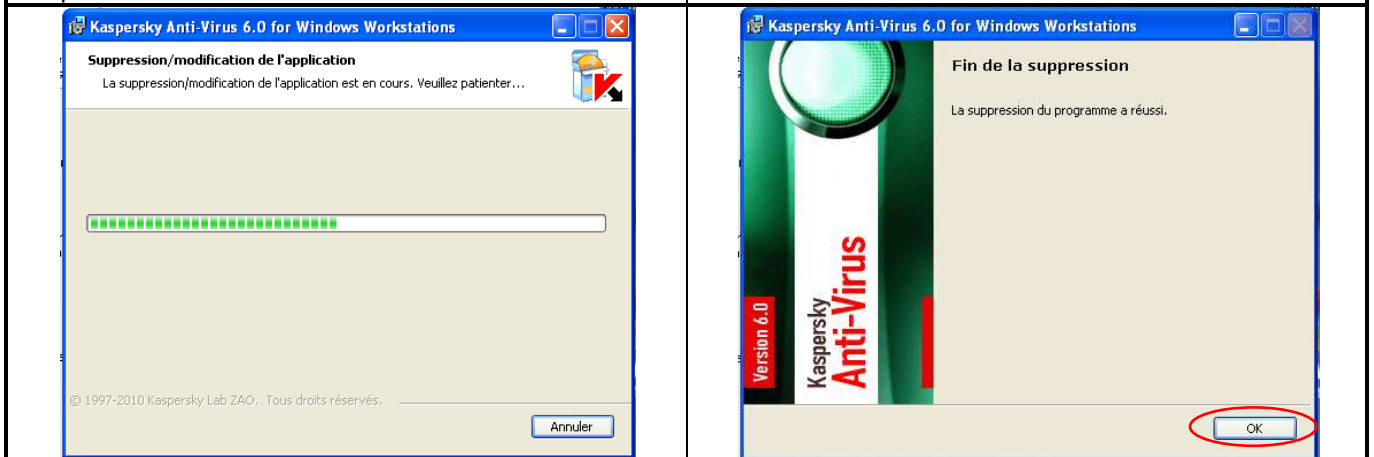 Kaspersky Anti-Virus 6.0 for Windows Workstations
Suppression/modification de l'application
La suppression/modification de l'application est en cours. Veuillez patienter...
© 1997-2010 Kaspersky Lab ZAO. Tous droits réservés.
Annuler
Kaspersky Anti-Virus 6.0 for Windows Workstations
Fin de la suppression
La suppression du programme a réussi.
Version 6.0
Kaspersky
Anti-Virus
OK